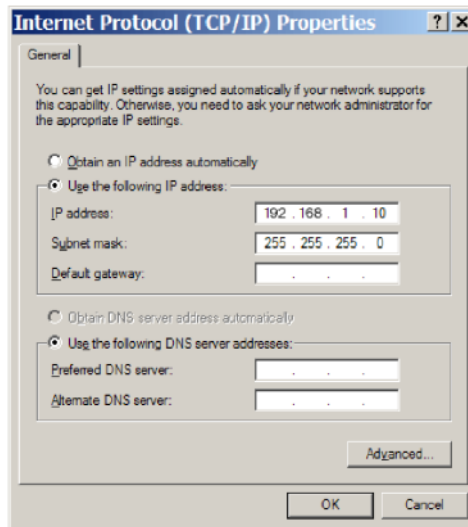 Internet Protocol (TCP/IP) Properties
General
You can get IP settings assigned automatically if your network supports
this capability. Otherwise, you need to ask your network administrator for
the appropriate IP settings.
Obtain an IP address automatically
Use the following IP address:
IP address: 192 . 168 . 1 . 10
Subnet mask: 255 . 255 . 255 . 0
Default gateway: . . .
Obtain DNS server address automatically
Use the following DNS server addresses:
Preferred DNS server: . . .
Alternate DNS server: . . .
Advanced...
OK Cancel